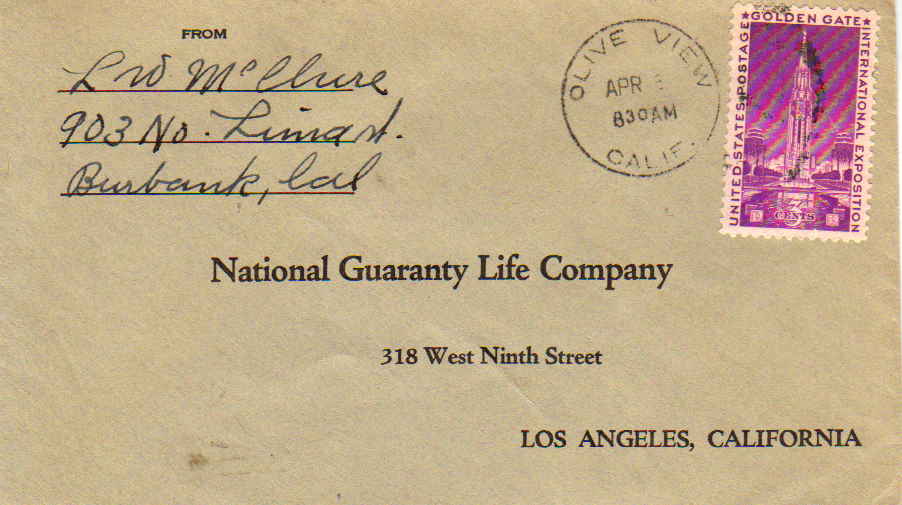 FROM
L W McClure
903 No. Lima st.
Burbank, Cal
OLIVE VIEW
APR
830AM
CALIF.
GOLDEN GATE
INTERNATIONAL EXPOSITION
UNITED STATES POSTAGE
CENTS
National Guaranty Life Company
318 West Ninth Street
LOS ANGELES, CALIFORNIA